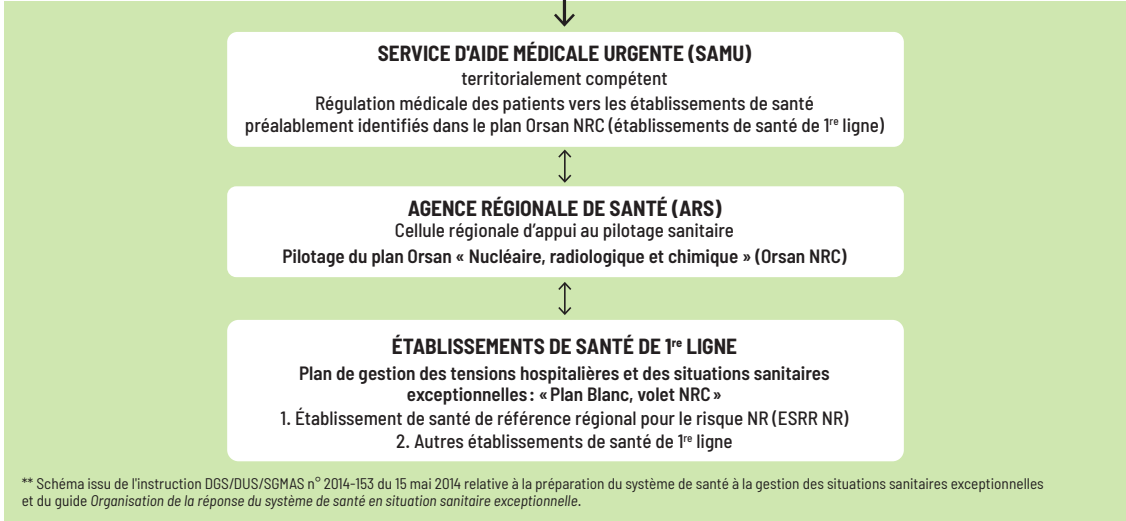 SERVICE D'AIDE MÉDICALE URGENTE (SAMU)
territorialement compétent
Régulation médicale des patients vers les établissements de santé
préalablement identifiés dans le plan Orsan NRC (établissements de santé de 1re ligne)
AGENCE RÉGIONALE DE SANTÉ (ARS)
Cellule régionale d’appui au pilotage sanitaire
Pilotage du plan Orsan « Nucléaire, radiologique et chimique » (Orsan NRC)
ÉTABLISSEMENTS DE SANTÉ DE 1re LIGNE
Plan de gestion des tensions hospitalières et des situations sanitaires
exceptionnelles : « Plan Blanc, volet NRC »
1. Établissement de santé de référence régional pour le risque NR (ESRR NR)
2. Autres établissements de santé de 1re ligne
** Schéma issu de l'instruction DGS/DUS/SGMAS n° 2014-153 du 15 mai 2014 relative à la préparation du système de santé à la gestion des situations sanitaires exceptionnelles
et du guide Organisation de la réponse du système de santé en situation sanitaire exceptionnelle.